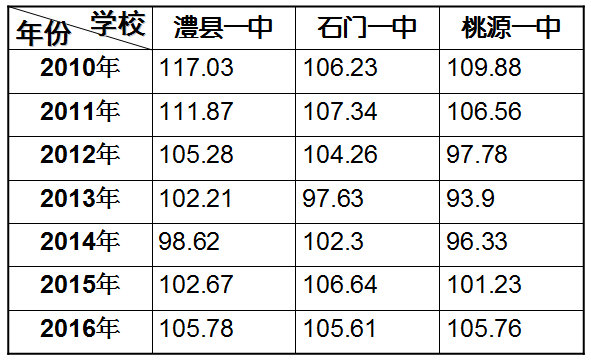 学校
年份 澧县一中 石门一中 桃源一中
2010年 117.03 106.23 109.88
2011年 111.87 107.34 106.56
2012年 105.28 104.26 97.78
2013年 102.21 97.63 93.9
2014年 98.62 102.3 96.33
2015年 102.67 106.64 101.23
2016年 105.78 105.61 105.76